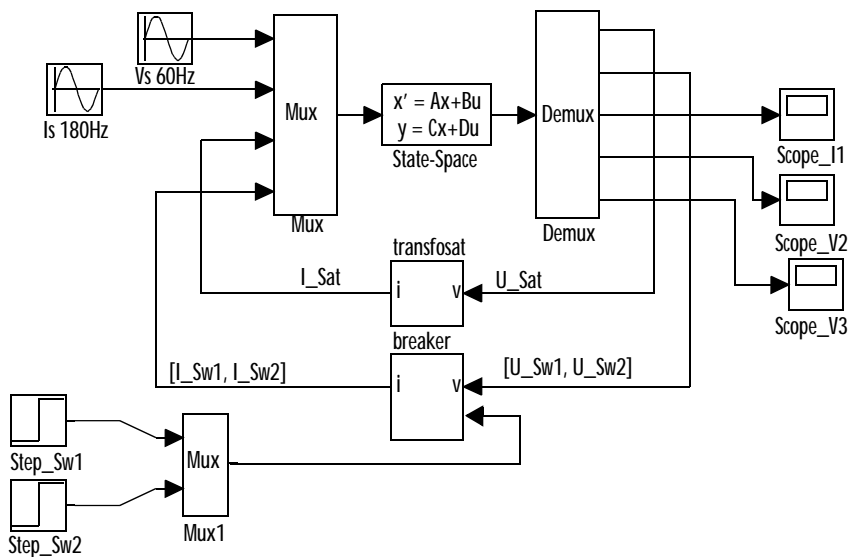 Vs 60Hz
Is 180Hz
Mux
Mux
x' = Ax+Bu
y = Cx+Du
State-Space
Demux
Demux
Scope_I1
Scope_V2
Scope_V3
transfosat
I_Sat
i
v
U_Sat
breaker
[I_Sw1, I_Sw2]
i
v
[U_Sw1, U_Sw2]
Step_Sw1
Mux
Mux1
Step_Sw2